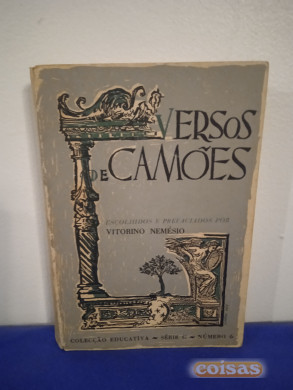 VERSOS
DE CAMÕES
ESCOLHIDOS E PREFACIADOS POR
VITORINO NEMÉSIO
COLECÇÃO EDUCATIVA • SÉRIE G • NÚMERO 6
coisas